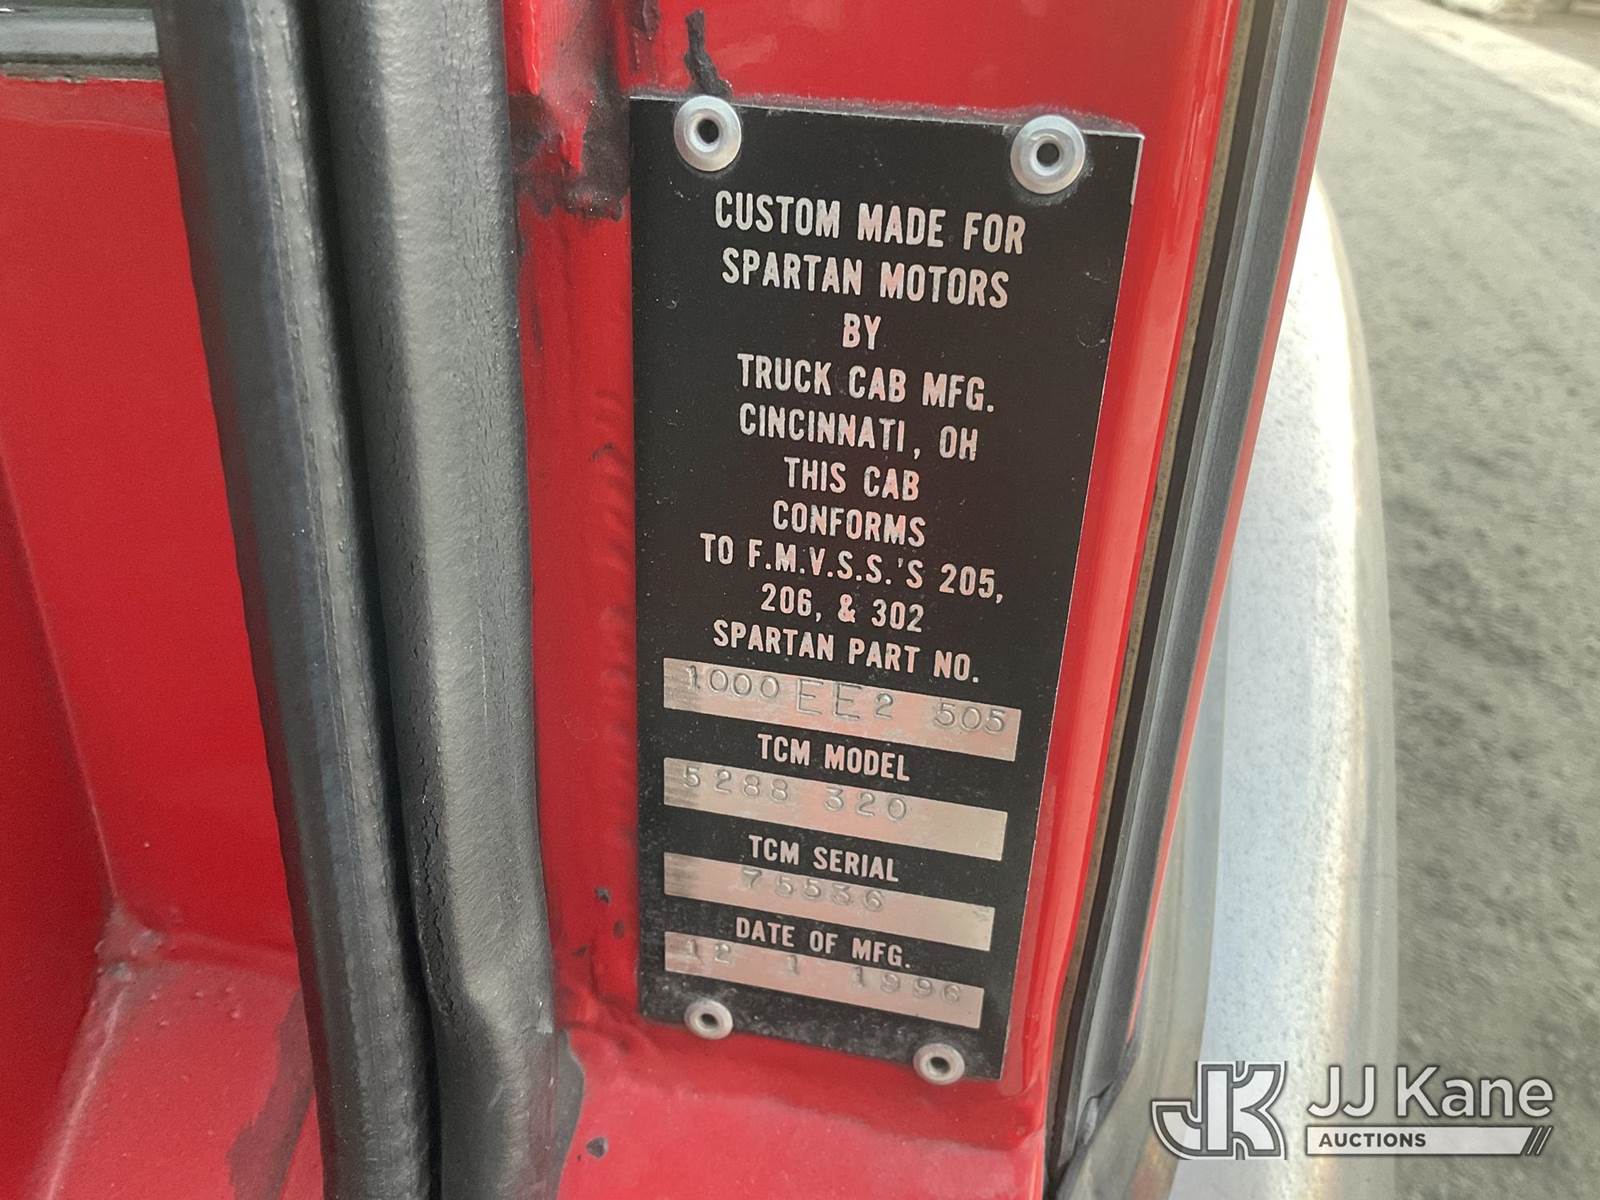 CUSTOM MADE FOR
SPARTAN MOTORS
BY
TRUCK CAB MFG.
CINCINNATI, OH
THIS CAB
CONFORMS
TO F.M.V.S.S.'S 205,
206, & 302
SPARTAN PART NO.
1000 EE2 505
TCM MODEL
5288 320
TCM SERIAL
75536
DATE OF MFG.
12 1 1996
JK JJ Kane
AUCTIONS